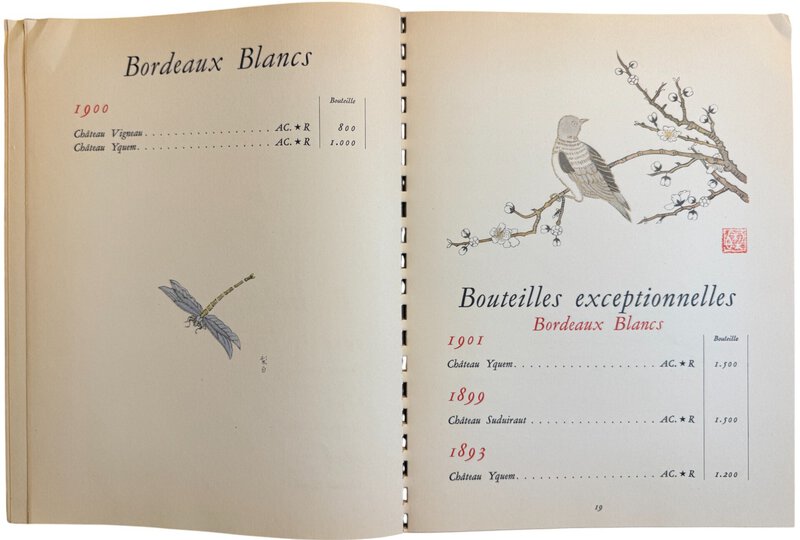 Bordeaux Blancs
Bouteille
1900
Château Vigneau . . . . . . . . . . . . . . . . . . . . AC. ★ R 800
Château Yquem . . . . . . . . . . . . . . . . . . . . . AC. ★ R 1.000
Bouteilles exceptionnelles
Bordeaux Blancs
1901 Bouteille
Château Yquem . . . . . . . . . . . . . . . . . . . . . AC. ★ R 1.500
1899
Château Suduiraut . . . . . . . . . . . . . . . . . . . AC. ★ R 1.500
1893
Château Yquem . . . . . . . . . . . . . . . . . . . . . AC. ★ R 1.200
19